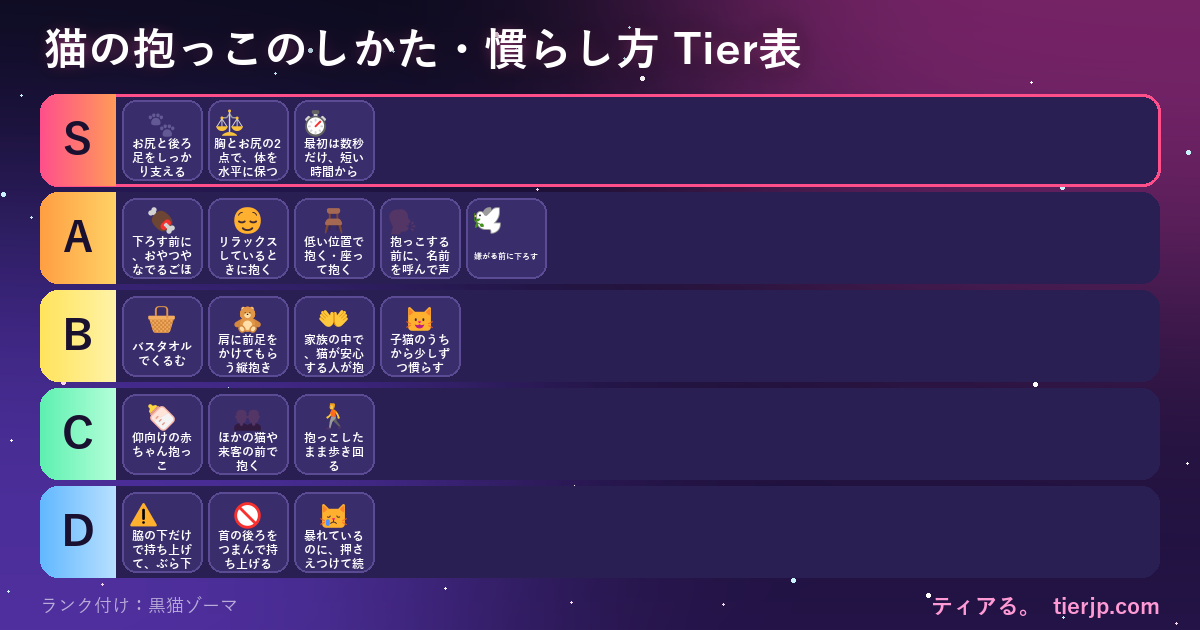 猫の抱っこのしかた・慣らし方 Tier表
S
お尻と後ろ
足をしっか
り支える
胸とお尻の2
点で、体を
水平に保つ
最初は数秒
だけ、短い
時間から
A
下ろす前に
、おやつや
なでるごほ
リラックス
していると
きに抱く
低い位置で
抱く・座っ
て抱く
抱っこする
前に、名前
を呼んで声
嫌がる前に下ろす
B
バスタオル
でくるむ
肩に前足を
かけてもら
う縦抱き
家族の中で
、猫が安心
する人が抱
子猫のうち
から少しず
つ慣らす
C
仰向けの赤
ちゃん抱っ
こ
ほかの猫や
来客の前で
抱く
抱っこした
まま歩き回
る
D
脇の下だけ
で持ち上げ
て、ぶら下
首の後ろを
つまんで持
ち上げる
暴れている
のに、押さ
えつけて続
ランク付け：黒猫ゾーマ
ティアる。 tierjp.com